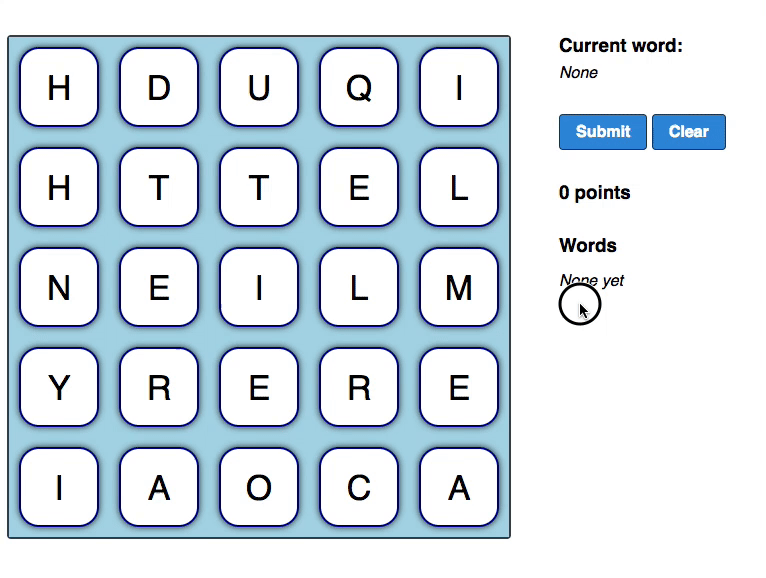 H D U Q I
H T T E L
N E I L M
Y R E R E
I A O C A
Current word:
None
Submit Clear
0 points
Words
None yet